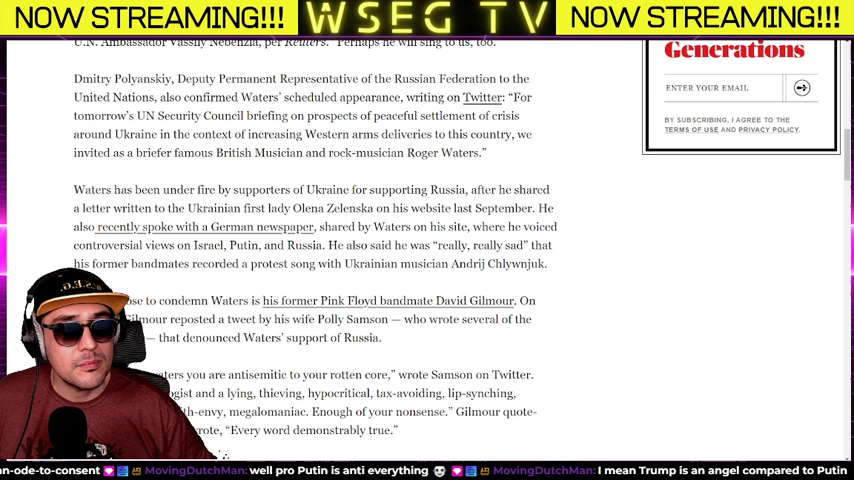 NOW STREAMING!!! WSEG TV NOW STREAMING!!!
U.N. Ambassador Vassily Nebenzia, per Reuters. "Perhaps he will sing to us, too.
Dmitry Polyanskiy, Deputy Permanent Representative of the Russian Federation to the
United Nations, also confirmed Waters' scheduled appearance, writing on Twitter: "For
tomorrow's UN Security Council briefing on prospects of peaceful settlement of crisis
around Ukraine in the context of increasing Western arms deliveries to this country, we
invited as a briefer famous British Musician and rock-musician Roger Waters."
Waters has been under fire by supporters of Ukraine for supporting Russia, after he shared
a letter written to the Ukrainian first lady Olena Zelenska on his website last September. He
also recently spoke with a German newspaper, shared by Waters on his site, where he voiced
controversial views on Israel, Putin, and Russia. He also said he was "really, really sad" that
his former bandmates recorded a protest song with Ukrainian musician Andrij Chlywnjuk.
ose to condemn Waters is his former Pink Floyd bandmate David Gilmour. On
Gilmour reposted a tweet by his wife Polly Samson — who wrote several of the
— that denounced Waters' support of Russia.
aters you are antisemitic to your rotten core," wrote Samson on Twitter.
ogist and a lying, thieving, hypocritical, tax-avoiding, lip-synching,
th-envy, megalomaniac. Enough of your nonsense." Gilmour quote-
wrote, "Every word demonstrably true."
Generations
ENTER YOUR EMAIL
BY SUBSCRIBING, I AGREE TO THE
TERMS OF USE AND PRIVACY POLICY.
W.S.E.G.
an-ode-to-consent MovingDutchMan: well pro Putin is anti everything MovingDutchMan: I mean Trump is an angel compared to Putin